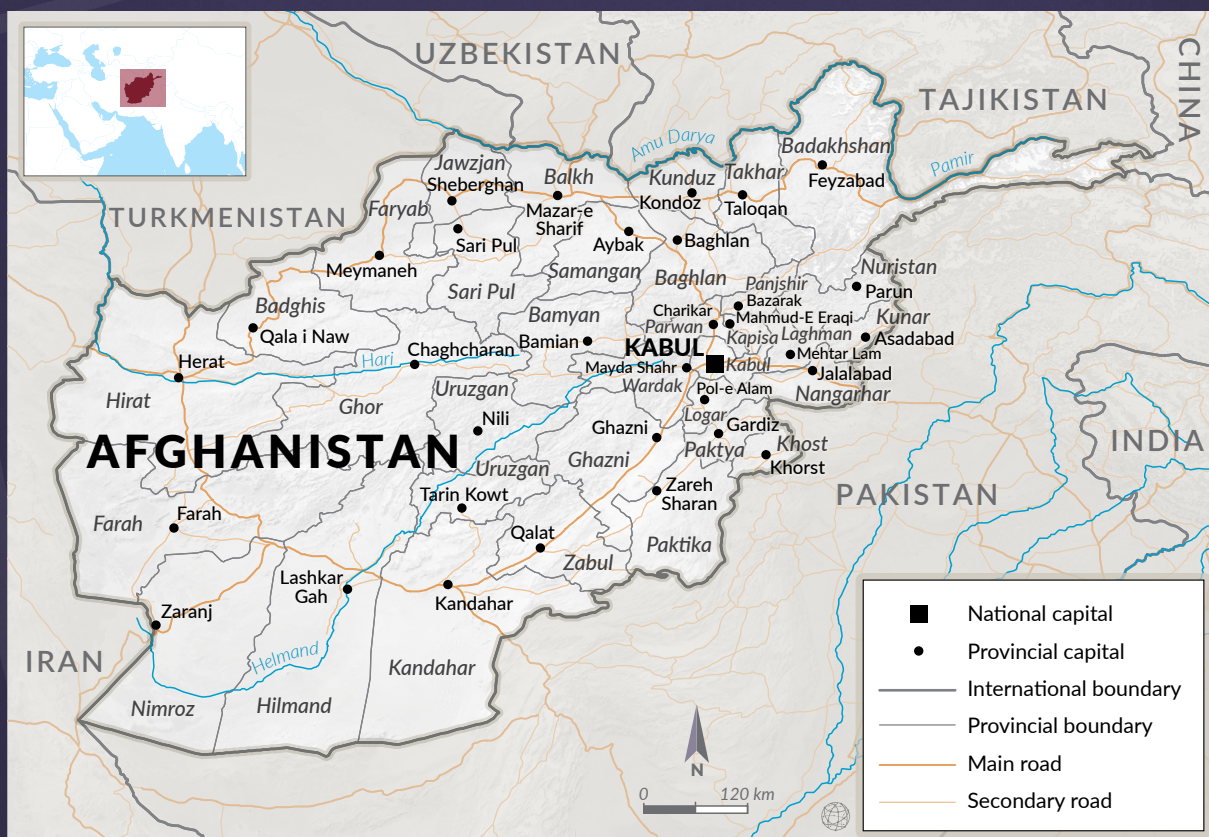 UZBEKISTAN
CHINA
TAJIKISTAN
Amu Darya
Badakhshan
Jawzjan
Takhar
Pamir
Balkh
Kunduz
Feyzabad
Sheberghan
Kondoz
Taloqan
TURKMENISTAN
Faryab
Mazar-e
Sharif
Sari Pul
Aybak
Baghlan
Meymaneh
Samangan
Baghlan
Nuristan
Sari Pul
Panjshir
Parun
Badghis
Bazarak
Bamyan
Charikar
Mahmud-E Eraqi
Kunar
Parwan
Kapisa
Laghman
Qala i Naw
Asadabad
Bamian
KABUL
Chaghcharan
Mehtar Lam
Herat
Hari
Mayda Shahr
Kabul
Jalalabad
Uruzgan
Wardak
Pol-e Alam
Nangarhar
Hirat
Ghor
Nili
Logar
Ghazni
Gardiz
INDIA
AFGHANISTAN
Khost
Paktya
Uruzgan
Ghazni
Khorst
Tarin Kowt
Zareh
Sharan
PAKISTAN
Farah
Farah
Qalat
Paktika
Zabul
Lashkar
Gah
Kandahar
Zaranj
IRAN
Helmand
Kandahar
Nimroz
Hilmand
N
0 120 km
National capital
Provincial capital
International boundary
Provincial boundary
Main road
Secondary road